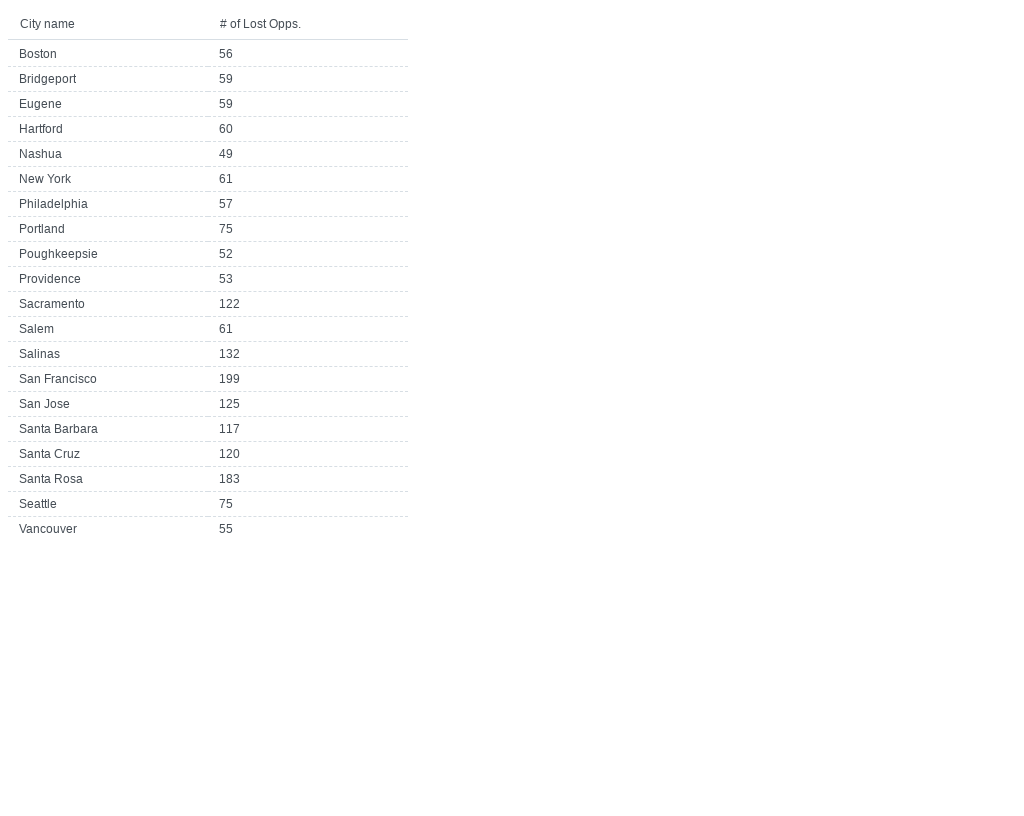 City name # of Lost Opps.
Boston 56
Bridgeport 59
Eugene 59
Hartford 60
Nashua 49
New York 61
Philadelphia 57
Portland 75
Poughkeepsie 52
Providence 53
Sacramento 122
Salem 61
Salinas 132
San Francisco 199
San Jose 125
Santa Barbara 117
Santa Cruz 120
Santa Rosa 183
Seattle 75
Vancouver 55